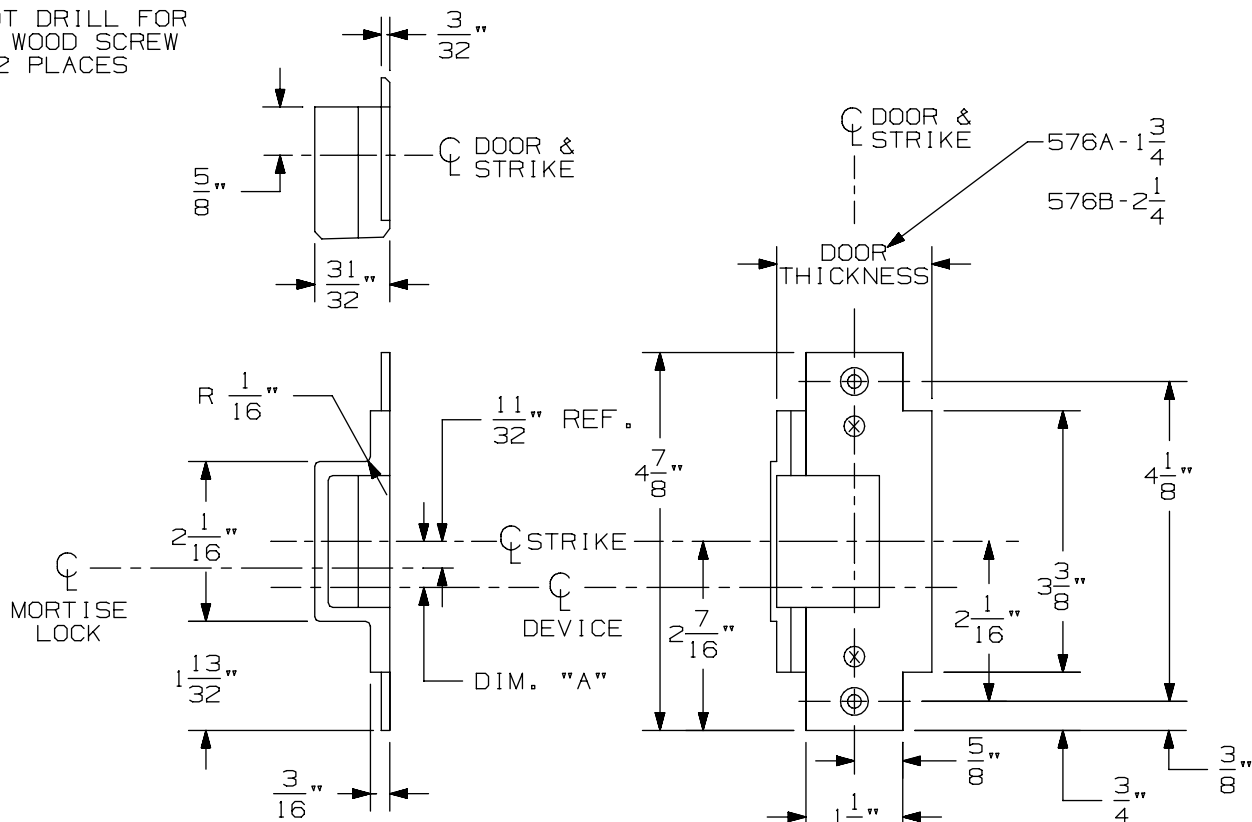 DRILL FOR
WOOD SCREW
2 PLACES
3/32"
5/8"
℄ DOOR &
STRIKE
31/32"
℄ DOOR &
STRIKE
576A-1 3/4
576B-2 1/4
DOOR
THICKNESS
R 1/16"
11/32" REF.
2 1/16"
℄
MORTISE
LOCK
1 13/32"
3/16"
℄ STRIKE
℄
DEVICE
DIM. "A"
4 7/8"
2 7/16"
4 1/8"
3 3/8"
2 1/16"
5/8"
3/8"
3/4"